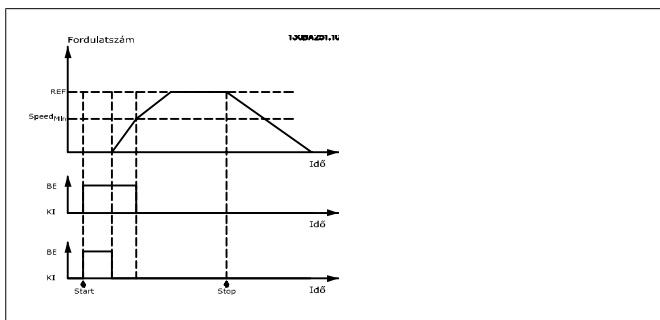 Fordulatszám
REF
SpeedMIn
Idő
BE
KI
Idő
BE
KI
Idő
Start
Stop